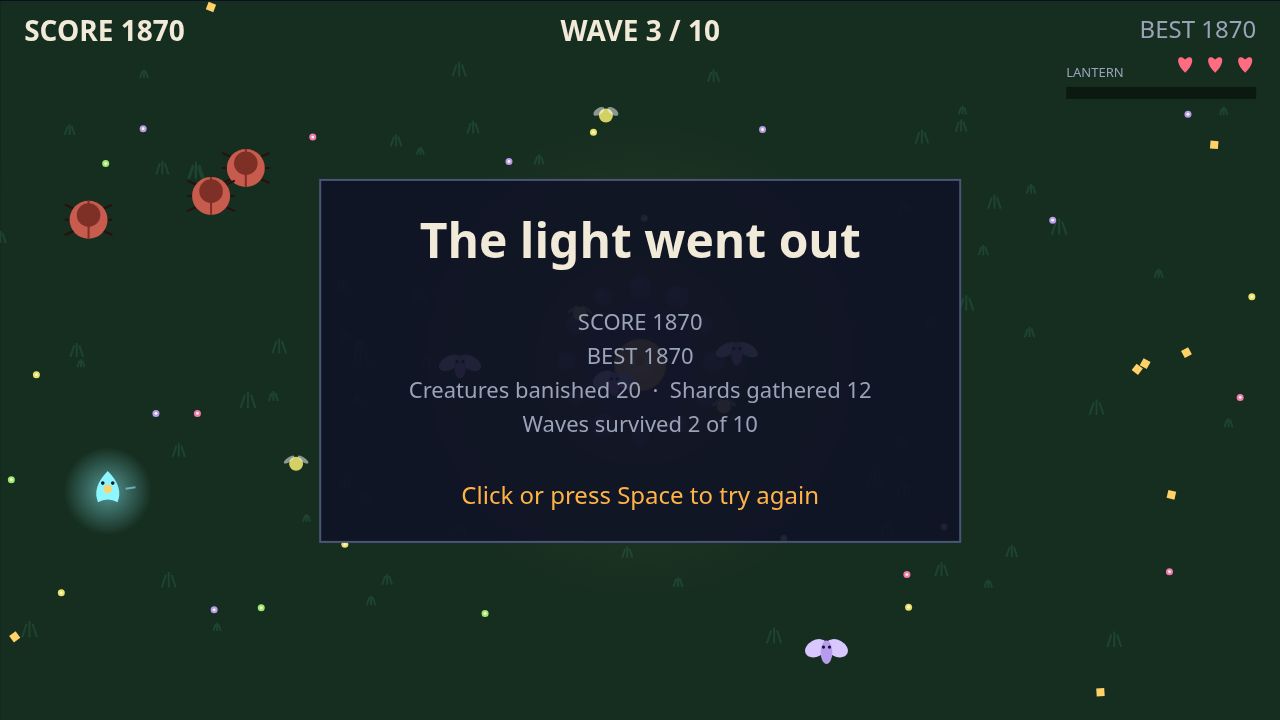 SCORE 1870
WAVE 3 / 10
BEST 1870
LANTERN
The light went out
SCORE 1870
BEST 1870
Creatures banished 20 · Shards gathered 12
Waves survived 2 of 10
Click or press Space to try again